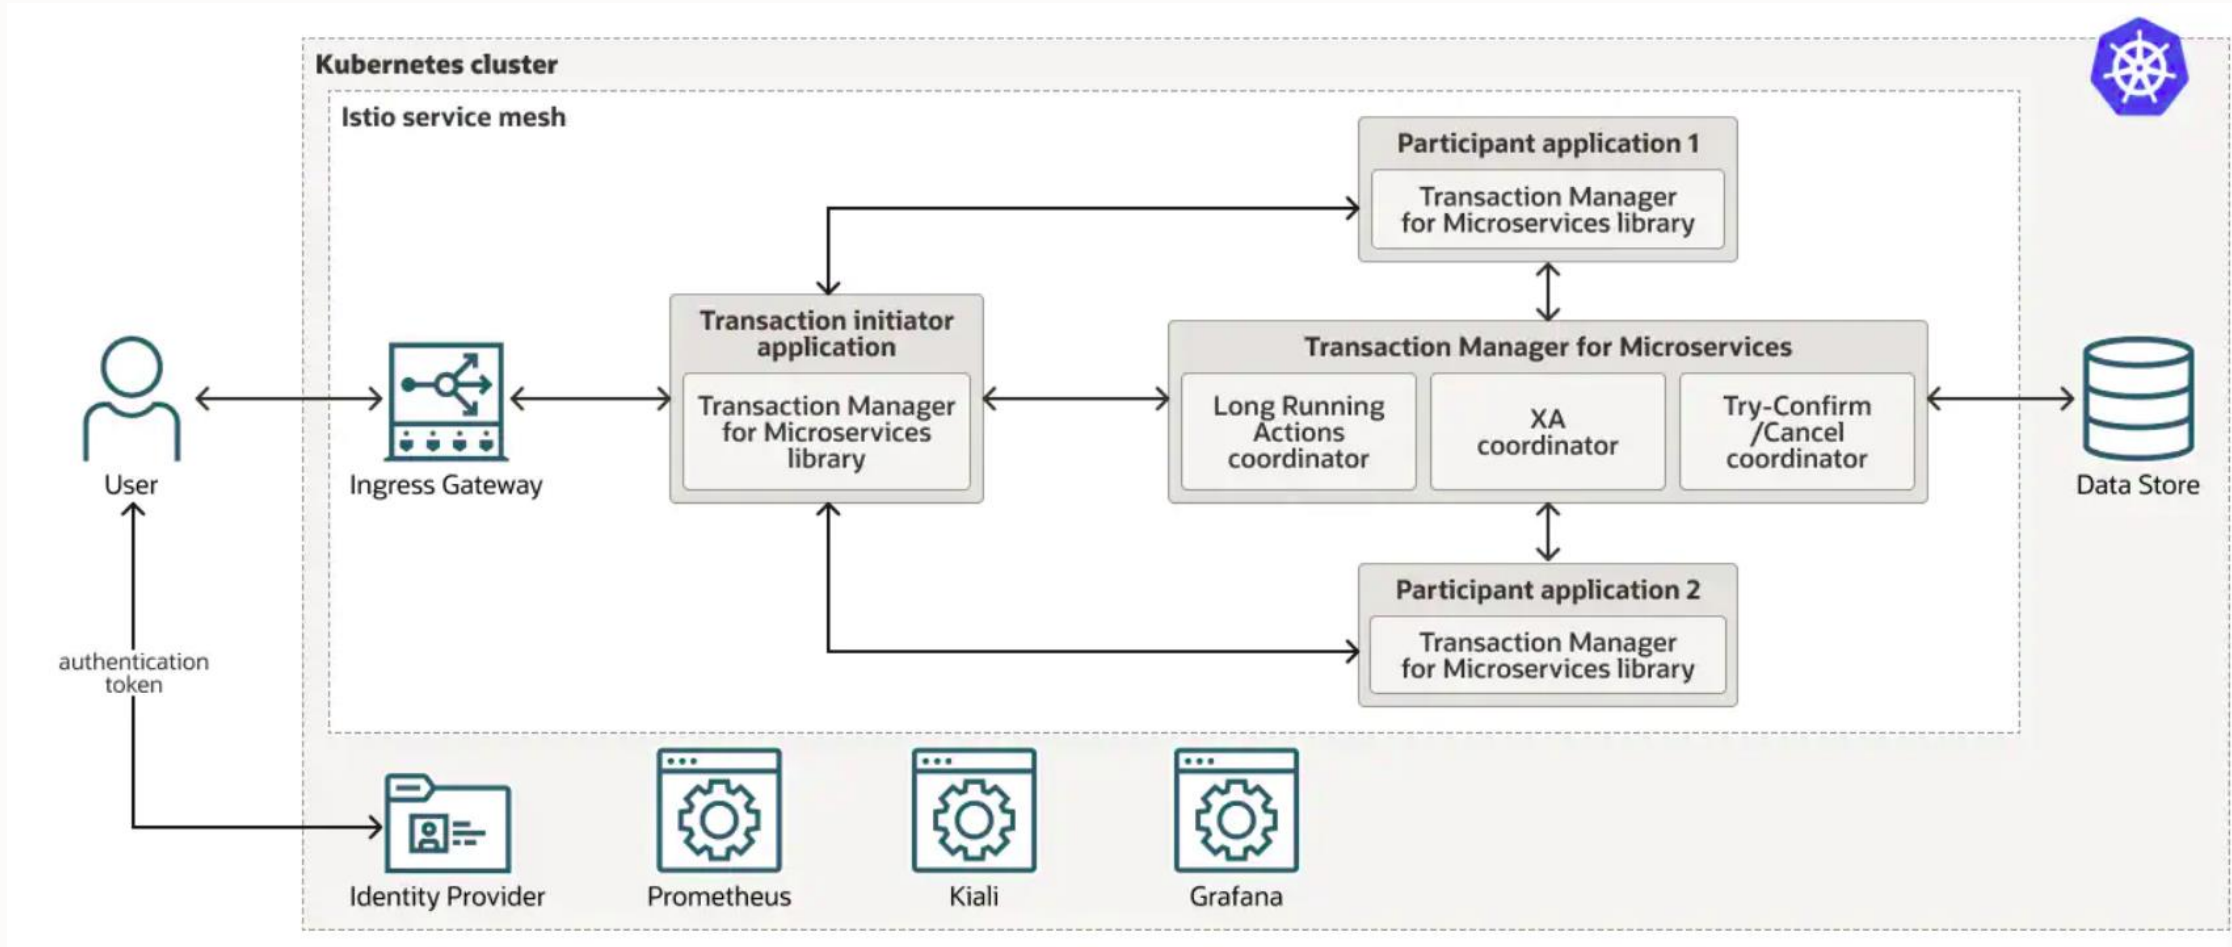 Kubernetes cluster
Istio service mesh
Participant application 1
Transaction Manager
for Microservices library
Transaction initiator
application
Transaction Manager
for Microservices
library
Transaction Manager for Microservices
Long Running
Actions
coordinator
XA
coordinator
Try-Confirm
/Cancel
coordinator
User
Ingress Gateway
Data Store
Participant application 2
Transaction Manager
for Microservices library
authentication
token
Identity Provider
Prometheus
Kiali
Grafana